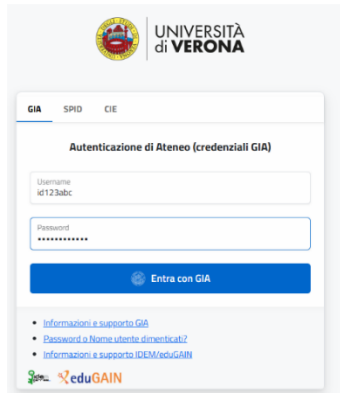 UNIVERSITÀ
di VERONA
GIA SPID CIE
Autenticazione di Ateneo (credenziali GIA)
Username
id123abc
Password
••••••••••••
Entra con GIA
Informazioni e supporto GIA
Password o Nome utente dimenticati?
Informazioni e supporto IDEM/eduGAIN
eduGAIN